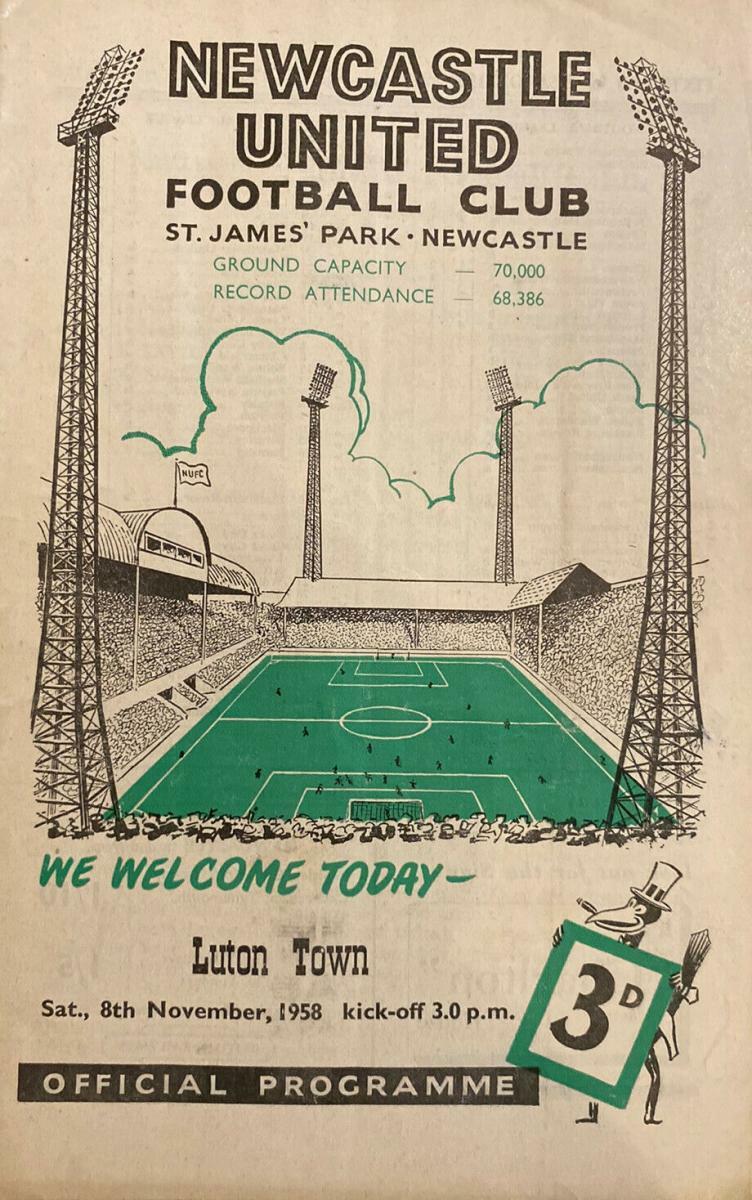 NEWCASTLE
UNITED
FOOTBALL CLUB
ST. JAMES' PARK · NEWCASTLE
GROUND CAPACITY — 70,000
RECORD ATTENDANCE — 68,386
NUFC
WE WELCOME TODAY—
Luton Town
Sat., 8th November, 1958 kick-off 3.0 p.m.
3D
OFFICIAL PROGRAMME